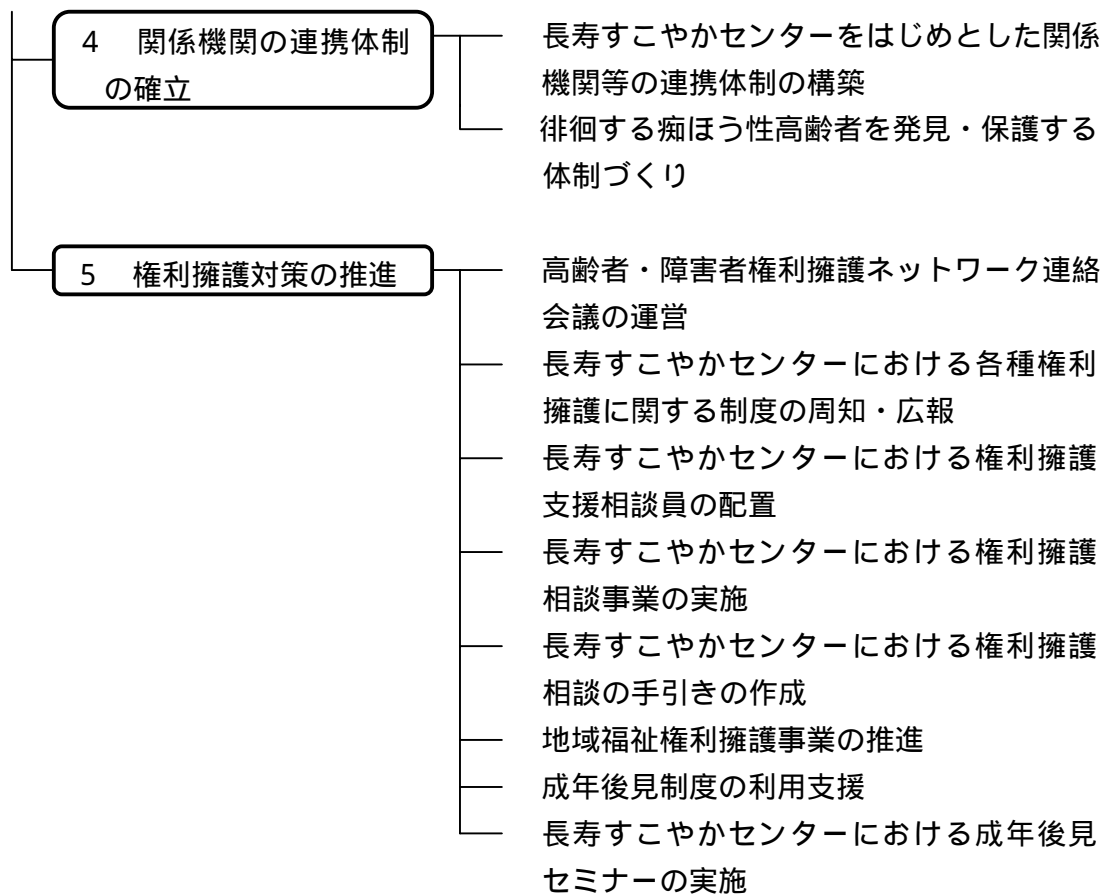 4　関係機関の連携体制
の確立
長寿すこやかセンターをはじめとした関係
機関等の連携体制の構築
徘徊する痴ほう性高齢者を発見・保護する
体制づくり
5　権利擁護対策の推進
高齢者・障害者権利擁護ネットワーク連絡
会議の運営
長寿すこやかセンターにおける各種権利
擁護に関する制度の周知・広報
長寿すこやかセンターにおける権利擁護
支援相談員の配置
長寿すこやかセンターにおける権利擁護
相談事業の実施
長寿すこやかセンターにおける権利擁護
相談の手引きの作成
地域福祉権利擁護事業の推進
成年後見制度の利用支援
長寿すこやかセンターにおける成年後見
セミナーの実施